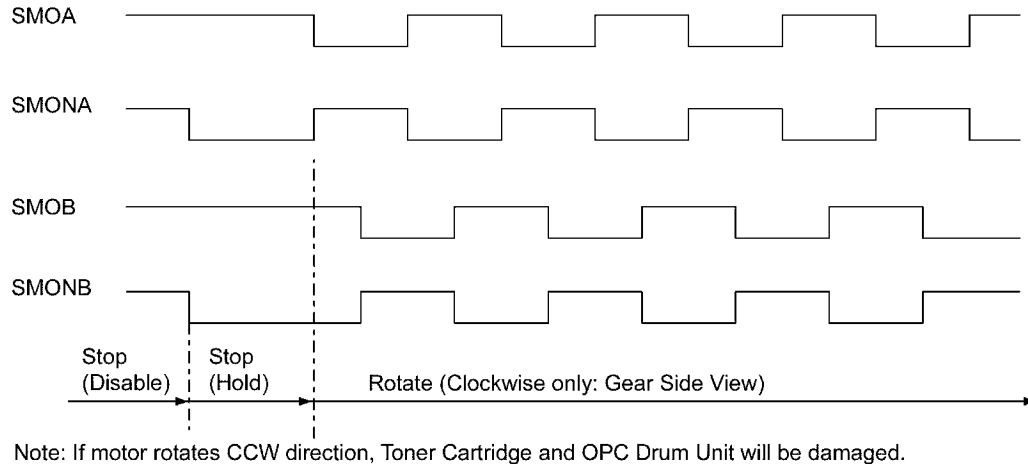 SMOA
SMONA
SMOB
SMONB
Stop
(Disable)
Stop
(Hold)
Rotate (Clockwise only: Gear Side View)
Note: If motor rotates CCW direction, Toner Cartridge and OPC Drum Unit will be damaged.